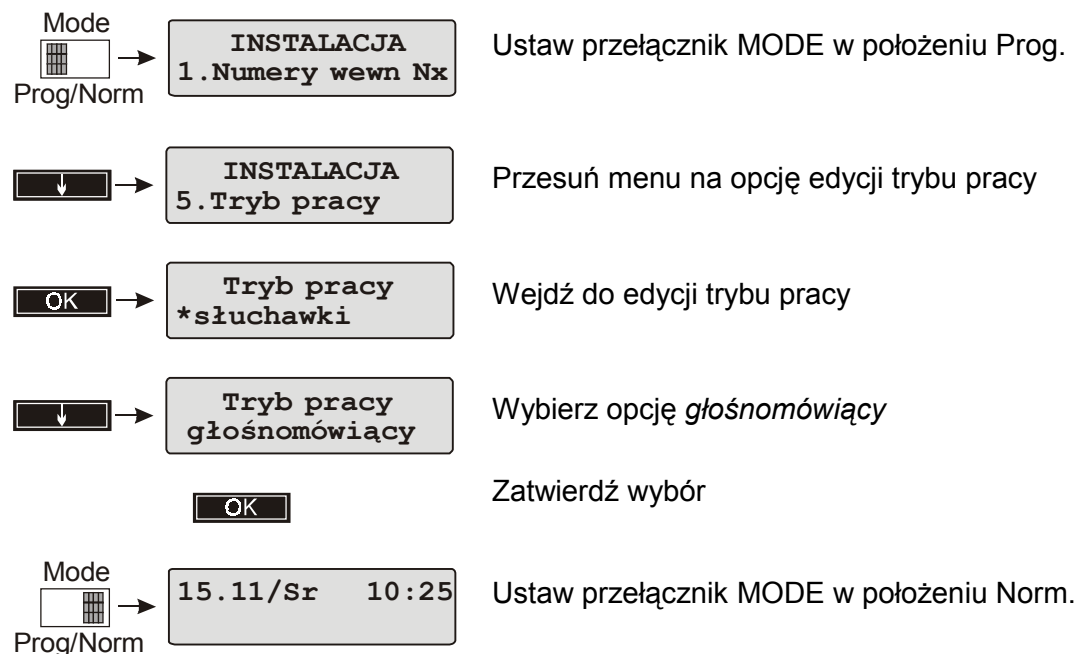 Mode
Prog/Norm
INSTALACJA
1.Numery wewn Nx
Ustaw przełącznik MODE w położeniu Prog.
INSTALACJA
5.Tryb pracy
Przesuń menu na opcję edycji trybu pracy
OK
Tryb pracy
*słuchawki
Wejdź do edycji trybu pracy
Tryb pracy
głośnomówiący
Wybierz opcję głośnomówiący
OK
Zatwierdź wybór
Mode
Prog/Norm
15.11/Sr 10:25
Ustaw przełącznik MODE w położeniu Norm.